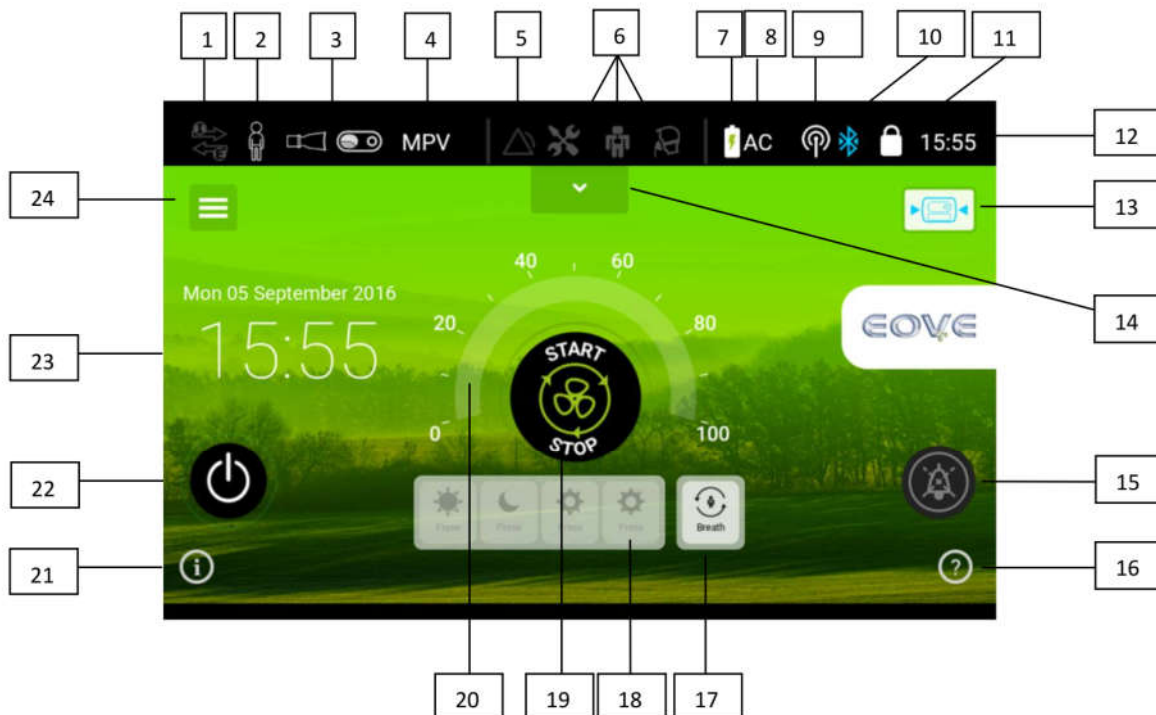 1 2 3 4 5 6 7 8 9 10 11
MPV AC 15:55 12
24 13
40 60
Mon 05 September 2016
20 80
15:55
EOVE
14
23
START
0 100
STOP
22 15
Breath
21 i ? 16
20 19 18 17